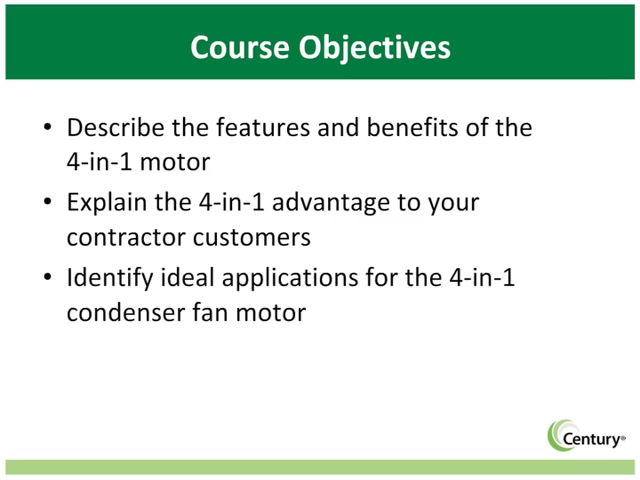 Course Objectives
• Describe the features and benefits of the
4-in-1 motor
• Explain the 4-in-1 advantage to your
contractor customers
• Identify ideal applications for the 4-in-1
condenser fan motor
Century®